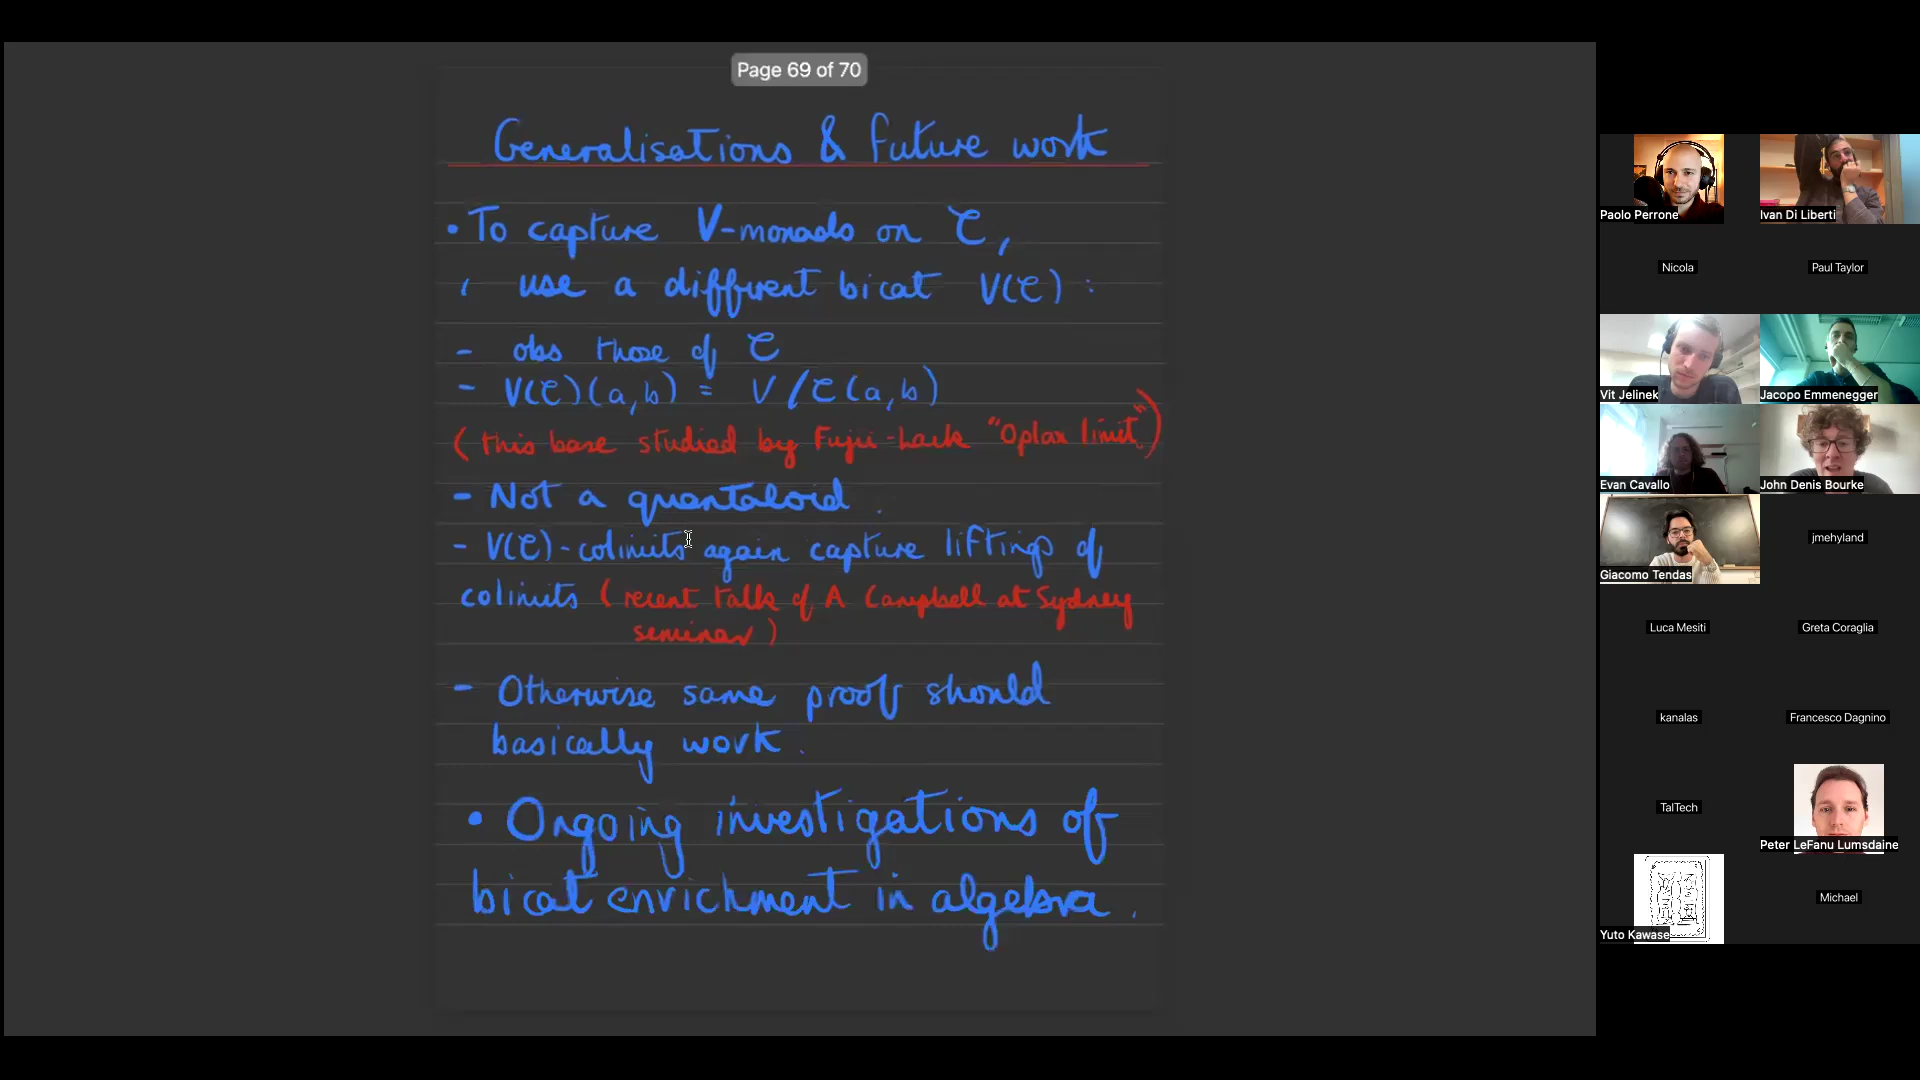 Page 69 of 70
Generalisations & future work
• To capture V-monads on C,
use a different bicat V(C) :
- obs those of C
- V(C)(a,b) = V/C(a,b)
(this base studied by Fujii-Lack "Oplax limit")
- Not a quantaloid.
- V(C)-colimits again capture liftings of
colimits (recent talk of A Campbell at Sydney
seminar)
- Otherwise same proof should
basically work.
• Ongoing investigations of
bicat enrichment in algebra.
Paolo Perrone
Ivan Di Liberti
Nicola
Paul Taylor
Vit Jelinek
Jacopo Emmenegger
Evan Cavallo
John Denis Bourke
Giacomo Tendas
jmehyland
Luca Mesiti
Greta Coraglia
kanalas
Francesco Dagnino
TalTech
Peter LeFanu Lumsdaine
Yuto Kawase
Michael